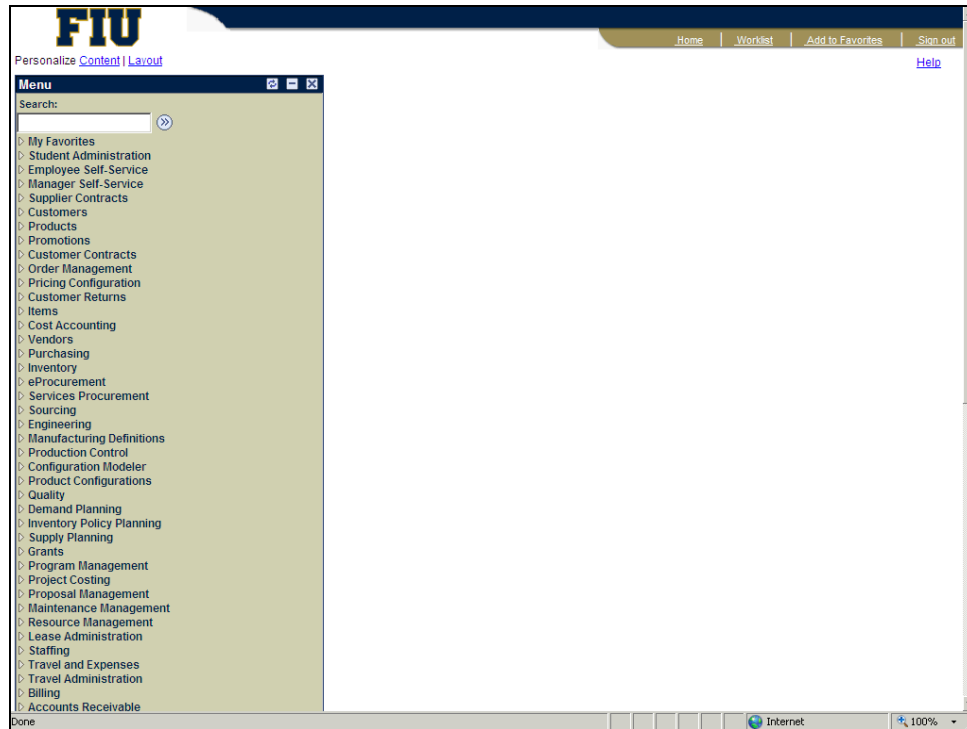 FIU
Home | Worklist | Add to Favorites | Sign out
Personalize Content | Layout
Help
Menu
Search:
My Favorites
Student Administration
Employee Self-Service
Manager Self-Service
Supplier Contracts
Customers
Products
Promotions
Customer Contracts
Order Management
Pricing Configuration
Customer Returns
Items
Cost Accounting
Vendors
Purchasing
Inventory
eProcurement
Services Procurement
Sourcing
Engineering
Manufacturing Definitions
Production Control
Configuration Modeler
Product Configurations
Quality
Demand Planning
Inventory Policy Planning
Supply Planning
Grants
Program Management
Project Costing
Proposal Management
Maintenance Management
Resource Management
Lease Administration
Staffing
Travel and Expenses
Travel Administration
Billing
Accounts Receivable
Done
Internet
100%